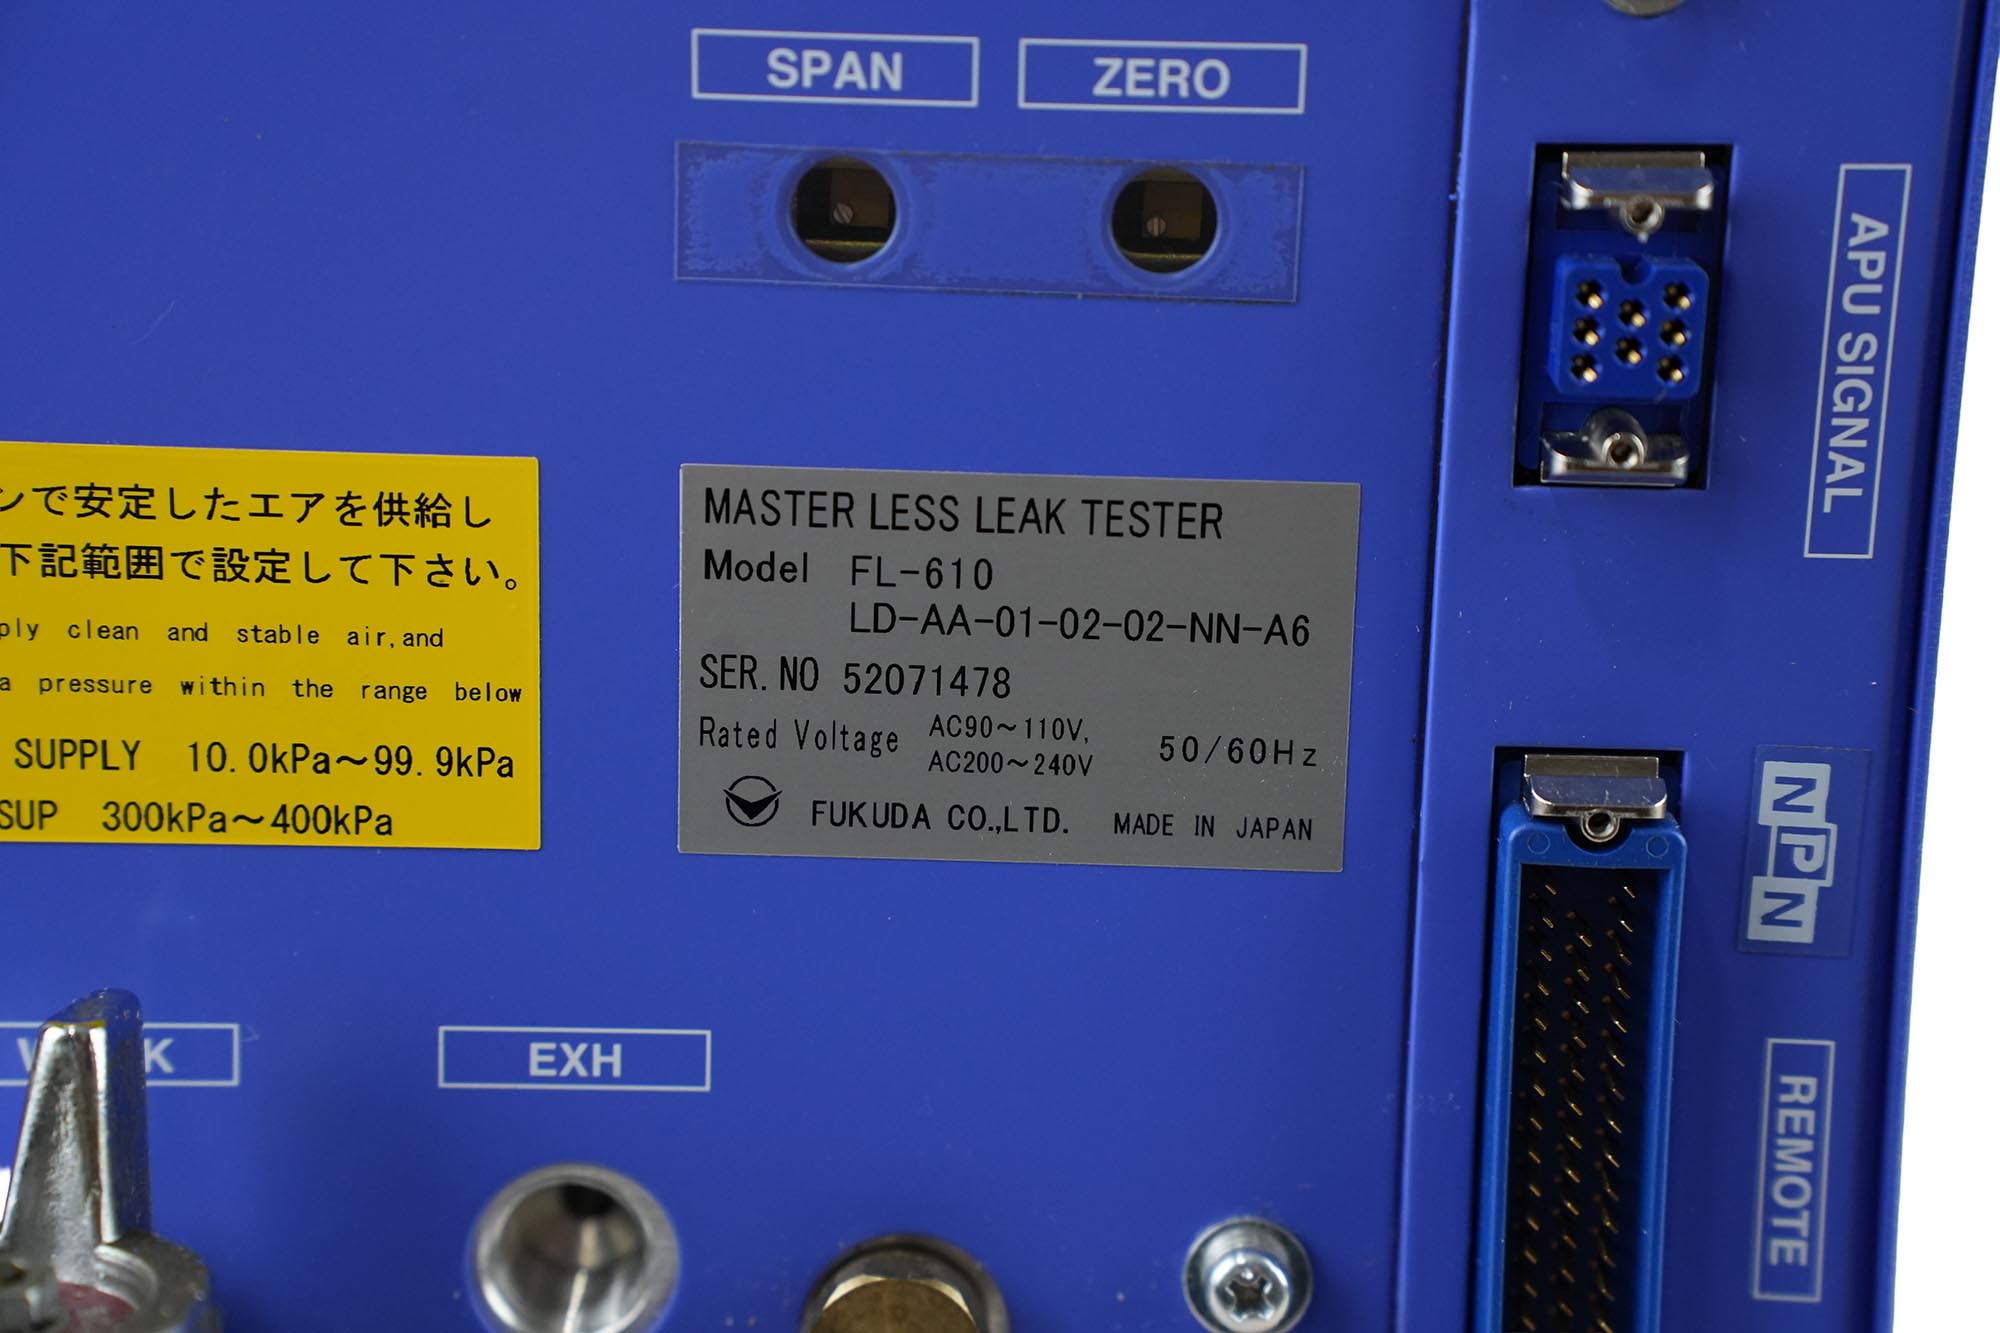 SPAN
ZERO
APU SIGNAL
ンで安定したエアを供給し
下記範囲で設定して下さい。
ply clean and stable air,and
a pressure within the range below
SUPPLY 10.0kPa～99.9kPa
SUP 300kPa～400kPa
MASTER LESS LEAK TESTER
Model FL-610
LD-AA-01-02-02-NN-A6
SER.NO 52071478
Rated Voltage AC90～110V,
AC200～240V 50/60Hz
FUKUDA CO.,LTD. MADE IN JAPAN
NPN
EXH
REMOTE